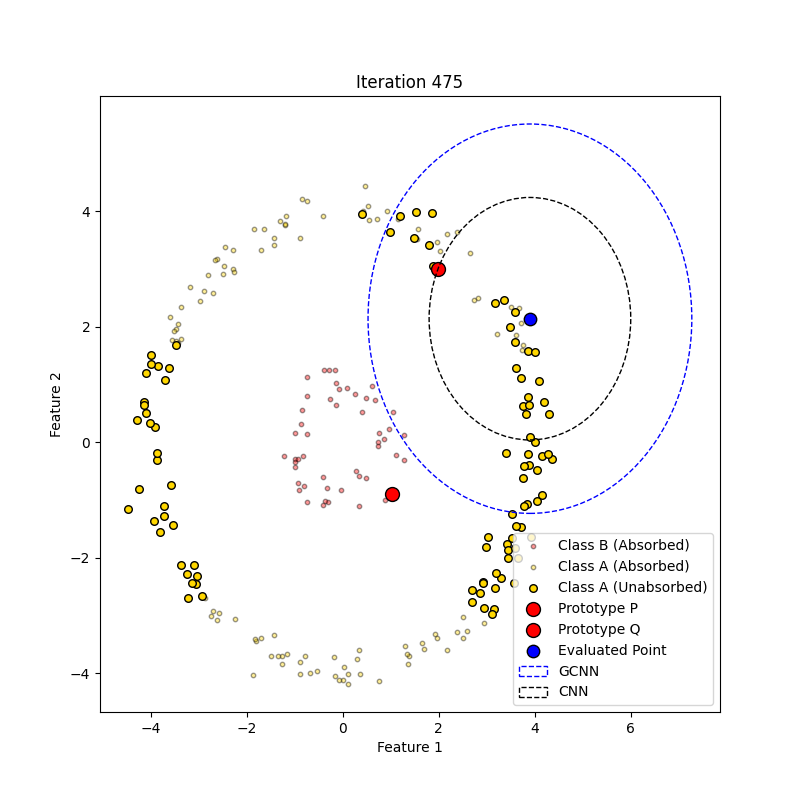 Iteration 475
4
2
0
−2
−4
Feature 2
−4 −2 0 2 4 6
Feature 1
Class B (Absorbed)
Class A (Absorbed)
Class A (Unabsorbed)
Prototype P
Prototype Q
Evaluated Point
GCNN
CNN